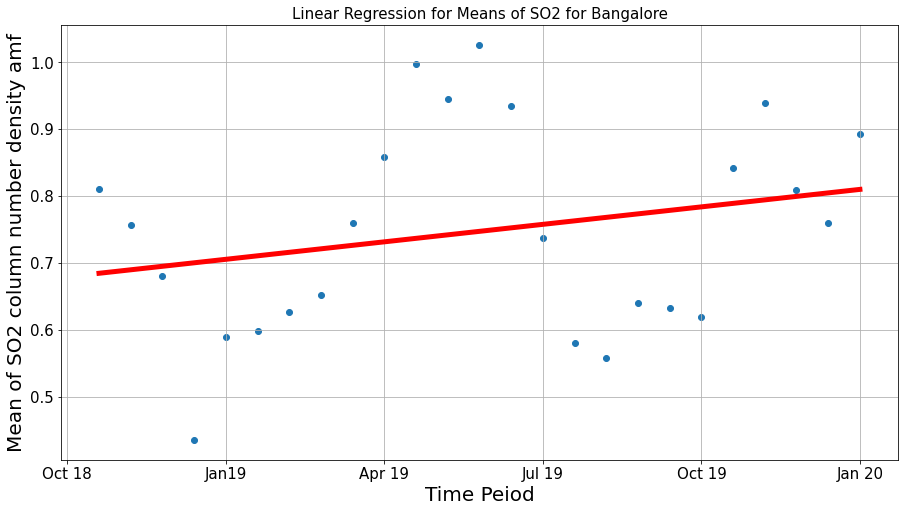 Linear Regression for Means of SO2 for Bangalore
Mean of SO2 column number density amf
1.0
0.9
0.8
0.7
0.6
0.5
Oct 18 Jan19 Apr 19 Jul 19 Oct 19 Jan 20
Time Peiod